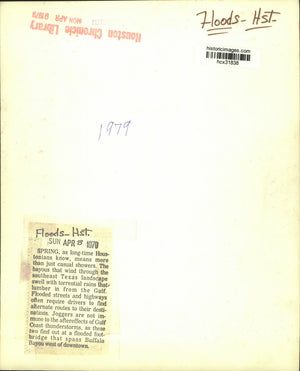 Floods-Hst.
historicimages.com
hcx31838
Houston Chronicle Library
MON APR 9 1979
1979
Floods-Hst.
SUN APR 8 1979
SPRING, as long-time Hous-
tonians know, means more
than just casual showers. The
bayous that wind through the
southeast Texas landscape
swell with torrential rains that
lumber in from the Gulf.
Flooded streets and highways
often require drivers to find
alternate routes to their desti-
nations. Joggers are not im-
mune to the aftereffects of Gulf
Coast thunderstorms, as these
two find out at a flooded foot-
bridge that spans Buffalo
Bayou west of downtown.